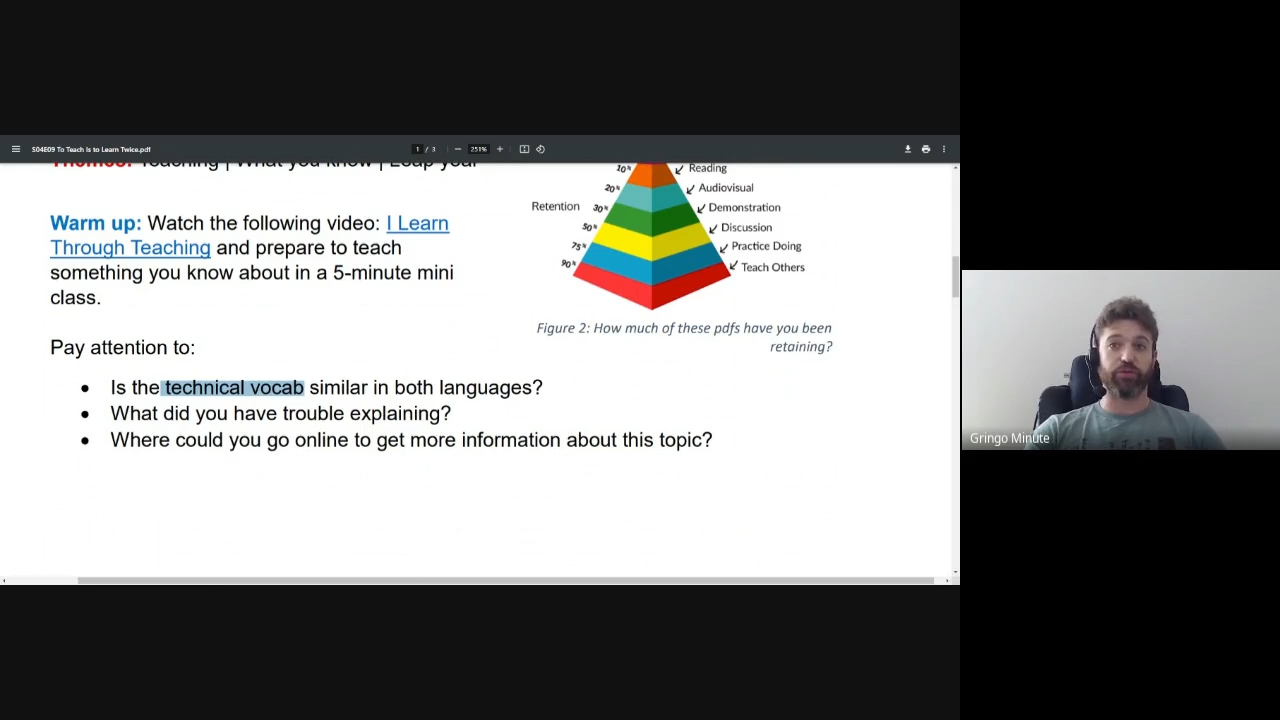 S04E09 To Teach Is to Learn Twice.pdf
1 / 3
251%
Themes: Teaching | What you know | Leap year
Warm up: Watch the following video: I Learn
Through Teaching and prepare to teach
something you know about in a 5-minute mini
class.
Pay attention to:
• Is the technical vocab similar in both languages?
• What did you have trouble explaining?
• Where could you go online to get more information about this topic?
Retention
10% Reading
20% Audiovisual
30% Demonstration
50% Discussion
75% Practice Doing
90% Teach Others
Figure 2: How much of these pdfs have you been
retaining?
Gringo Minute